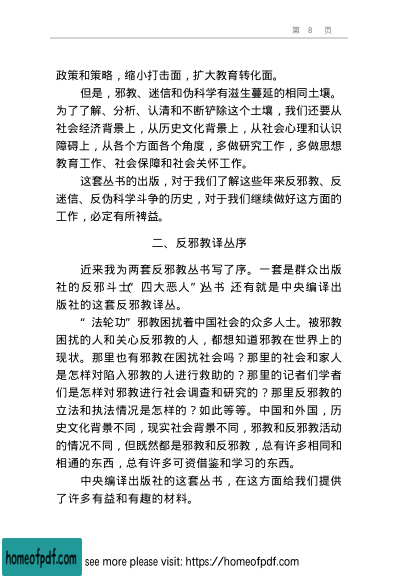 第 8 页
政策和策略，缩小打击面，扩大教育转化面。
但是，邪教、迷信和伪科学有滋生蔓延的相同土壤。
为了了解、分析、认清和不断铲除这个土壤，我们还要从
社会经济背景上，从历史文化背景上，从社会心理和认识
障碍上，从各个方面各个角度，多做研究工作，多做思想
教育工作、社会保障和社会关怀工作。
这套丛书的出版，对于我们了解这些年来反邪教、反
迷信、反伪科学斗争的历史，对于我们继续做好这方面的
工作，必定有所裨益。
二、反邪教译丛序
近来我为两套反邪教丛书写了序。一套是群众出版
社的反邪斗士“四大恶人”丛书，还有就是中央编译出
版社的这套反邪教译丛。
“法轮功”邪教困扰着中国社会的众多人士。被邪教
困扰的人和关心反邪教的人，都想知道邪教在世界上的
现状。那里也有邪教在困扰社会吗？那里的社会和家人
是怎样对陷入邪教的人进行救助的？那里的记者们学者
们是怎样对邪教进行社会调查和研究的？那里反邪教的
立法和执法情况是怎样的？如此等等。中国和外国，历
史文化背景不同，现实社会背景不同，邪教和反邪教活动
的情况不同，但既然都是邪教和反邪教，总有许多相同和
相通的东西，总有许多可资借鉴和学习的东西。
中央编译出版社的这套丛书，在这方面给我们提供
了许多有益和有趣的材料。
homeofpdf.com see more please visit: https://homeofpdf.com